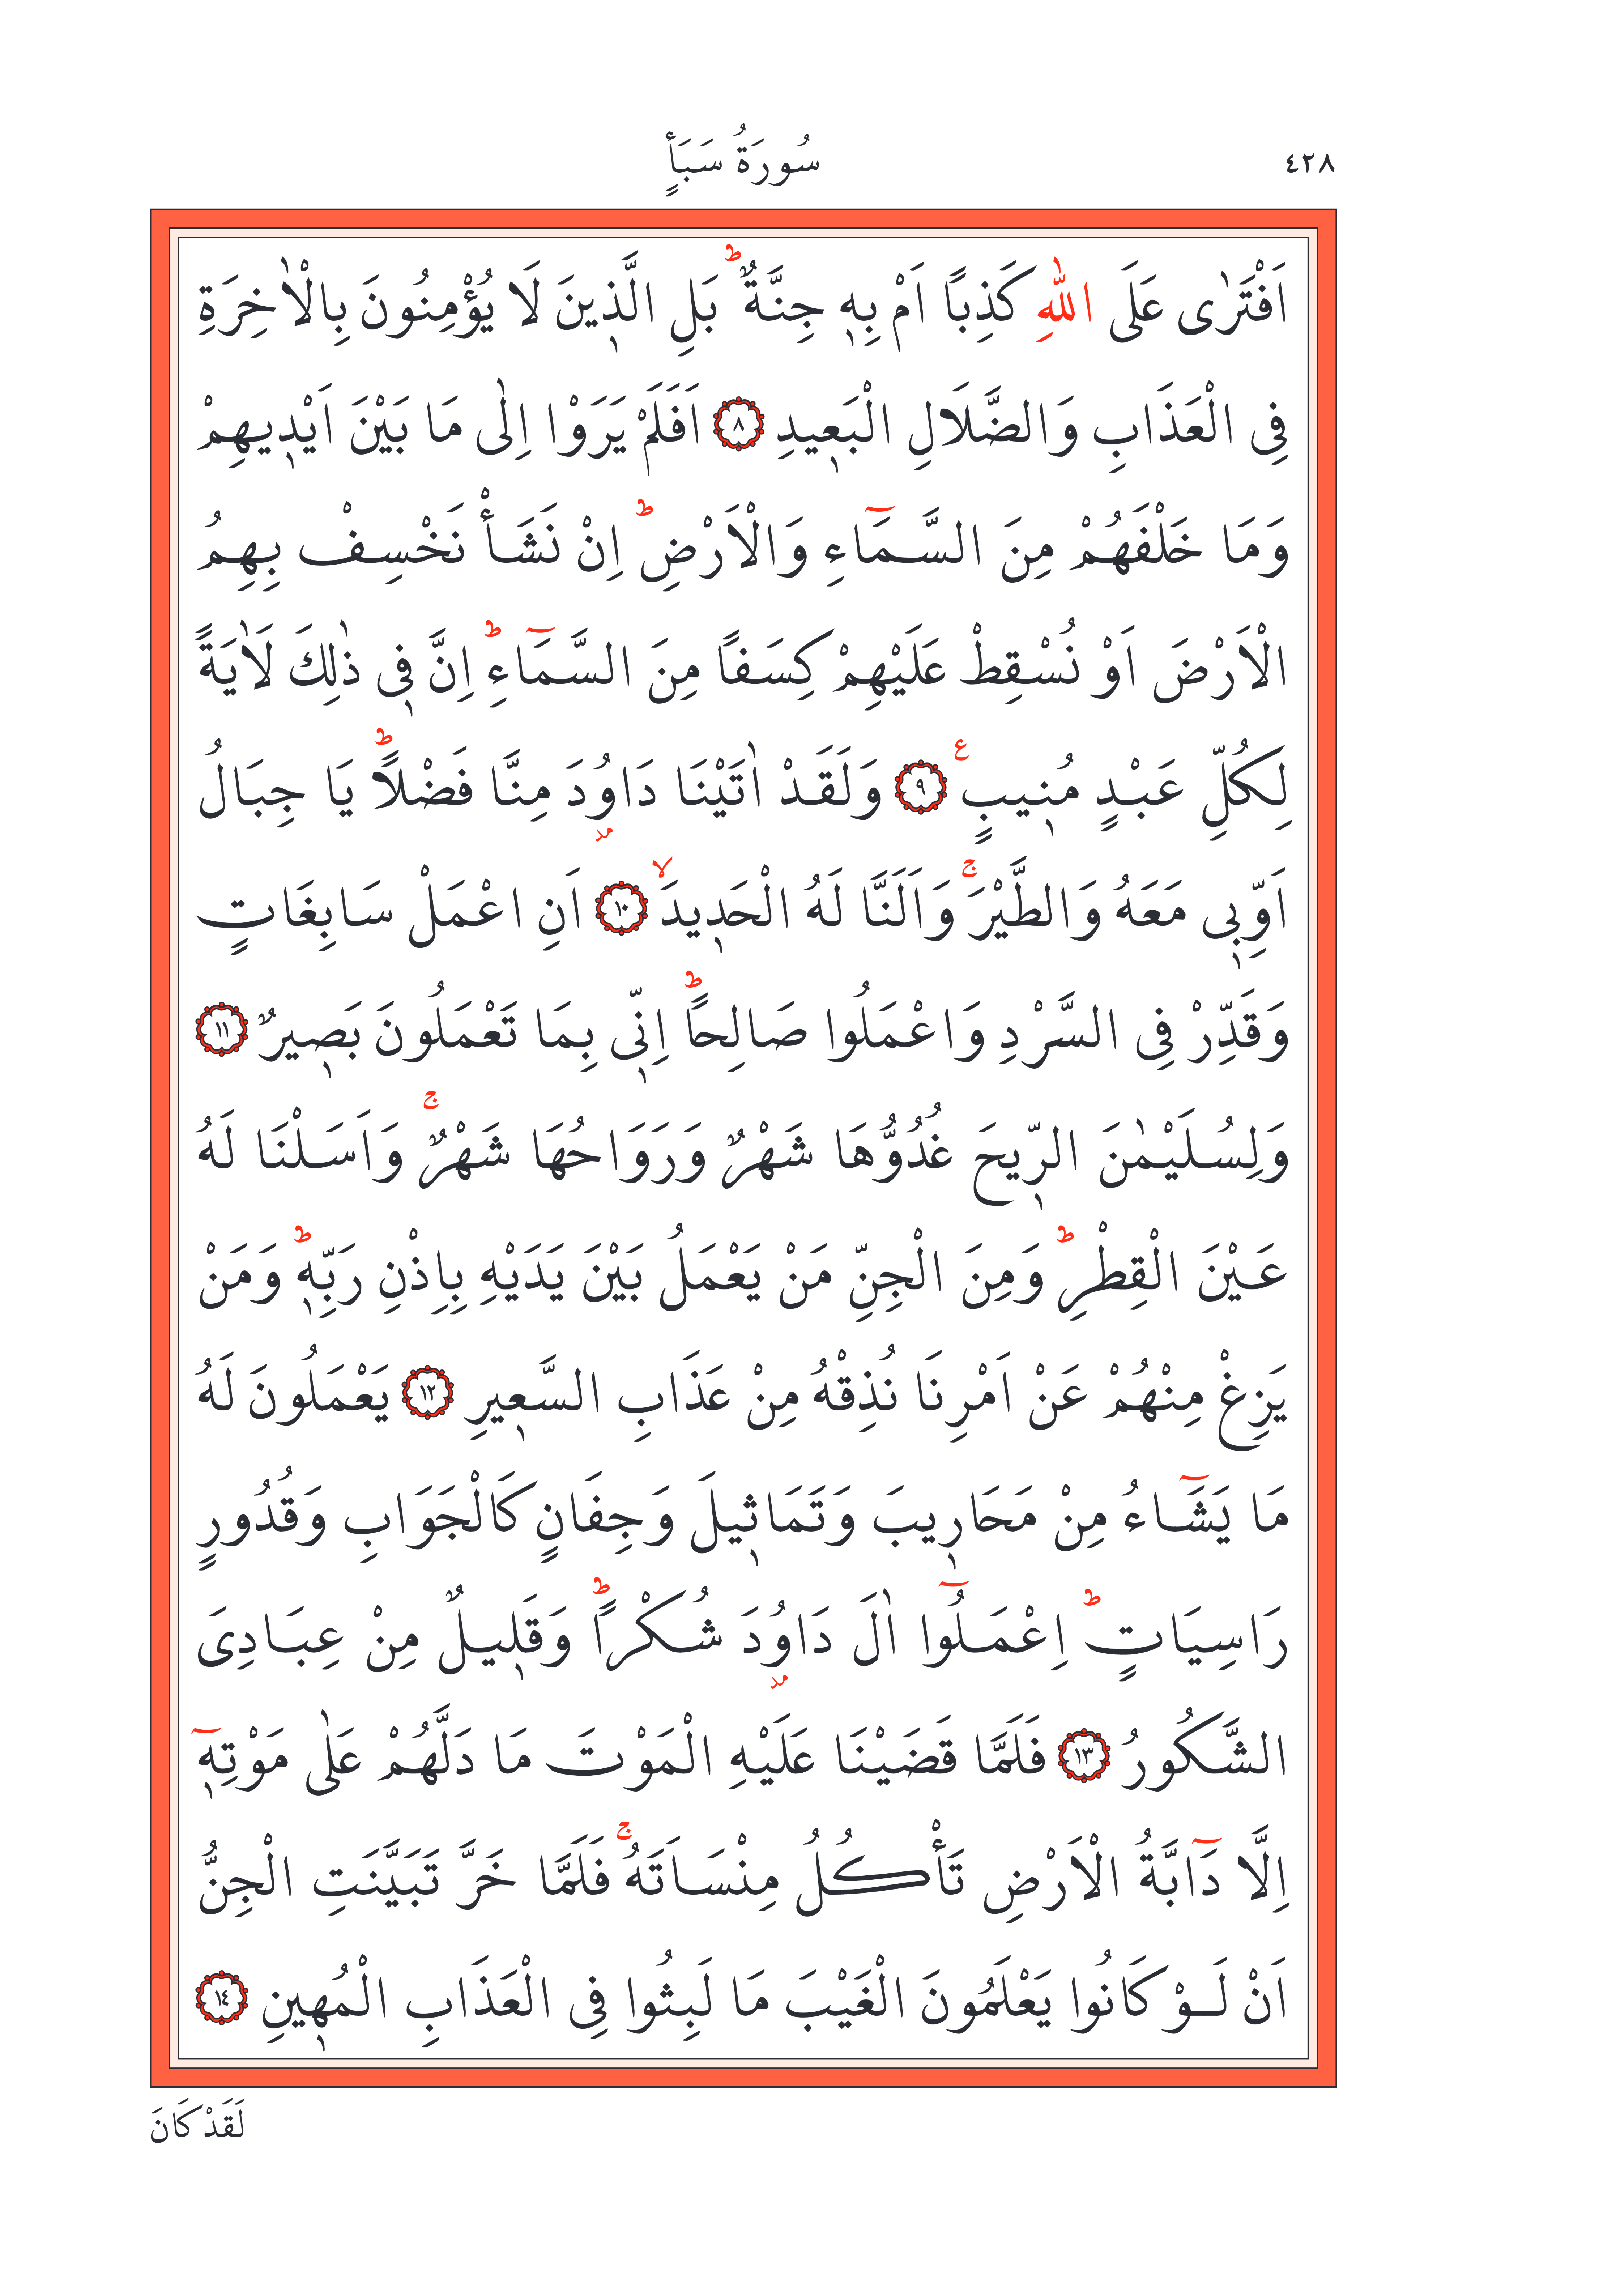 ٤٢٨
سُورَةُ سَبَأٍ
اَفْتَرٰى عَلَى اللّٰهِ كَذِبًا اَمْ بِهٖ جِنَّةٌ ؕ بَلِ الَّذٖينَ لَا يُؤْمِنُونَ بِالْاٰخِرَةِ
فِى الْعَذَابِ وَالضَّلَالِ الْبَعٖيدِ ﴿٨﴾ اَفَلَمْ يَرَوْا اِلٰى مَا بَيْنَ اَيْدٖيهِمْ
وَمَا خَلْفَهُمْ مِنَ السَّمَٓاءِ وَالْاَرْضِ ؕ اِنْ نَشَأْ نَخْسِفْ بِهِمُ
الْاَرْضَ اَوْ نُسْقِطْ عَلَيْهِمْ كِسَفًا مِنَ السَّمَٓاءِ ؕ اِنَّ فٖى ذٰلِكَ لَاٰيَةً
لِكُلِّ عَبْدٍ مُنٖيبٍ ع ﴿٩﴾ وَلَقَدْ اٰتَيْنَا دَاوُدَ مِنَّا فَضْلًا ؕ يَا جِبَالُ
اَوِّبٖى مَعَهُ وَالطَّيْرَ ۚ وَاَلَنَّا لَهُ الْحَدٖيدَ ۙ ﴿١٠﴾ اَنِ اعْمَلْ سَابِغَاتٍ
وَقَدِّرْ فِى السَّرْدِ وَاعْمَلُوا صَالِحًا ؕ اِنّٖى بِمَا تَعْمَلُونَ بَصٖيرٌ ﴿١١﴾
وَلِسُلَيْمٰنَ الرّٖيحَ غُدُوُّهَا شَهْرٌ وَرَوَاحُهَا شَهْرٌ ۚ وَاَسَلْنَا لَهُ
عَيْنَ الْقِطْرِ ؕ وَمِنَ الْجِنِّ مَنْ يَعْمَلُ بَيْنَ يَدَيْهِ بِاِذْنِ رَبِّهٖ ؕ وَمَنْ
يَزِغْ مِنْهُمْ عَنْ اَمْرِنَا نُذِقْهُ مِنْ عَذَابِ السَّعٖيرِ ﴿١٢﴾ يَعْمَلُونَ لَهُ
مَا يَشَٓاءُ مِنْ مَحَارٖيبَ وَتَمَاثٖيلَ وَجِفَانٍ كَالْجَوَابِ وَقُدُورٍ
رَاسِيَاتٍ ؕ اِعْمَلُٓوا اٰلَ دَاوُدَ شُكْرًا ؕ وَقَلٖيلٌ مِنْ عِبَادِىَ
الشَّكُورُ ﴿١٣﴾ فَلَمَّا قَضَيْنَا عَلَيْهِ الْمَوْتَ مَا دَلَّهُمْ عَلٰى مَوْتِهٖٓ
اِلَّا دَٓابَّةُ الْاَرْضِ تَأْكُلُ مِنْسَاَتَهُ ۚ فَلَمَّا خَرَّ تَبَيَّنَتِ الْجِنُّ
اَنْ لَوْ كَانُوا يَعْلَمُونَ الْغَيْبَ مَا لَبِثُوا فِى الْعَذَابِ الْمُهٖينِ ﴿١٤﴾
لَقَدْ كَانَ